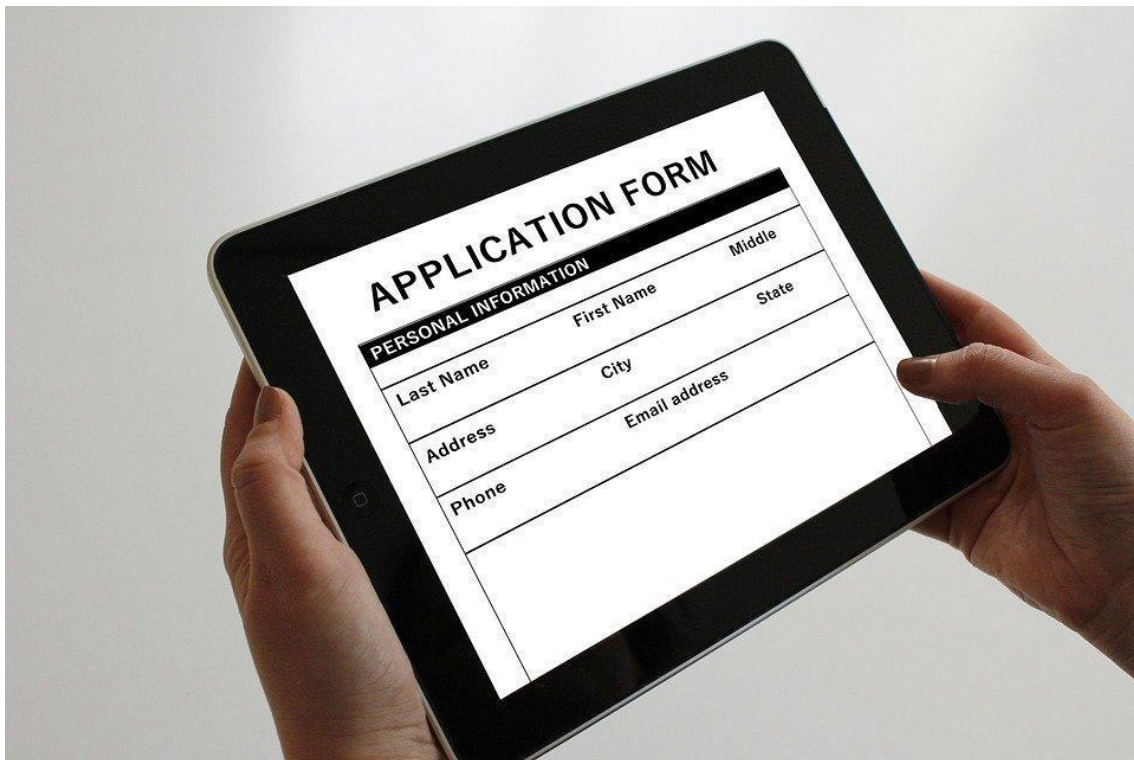 APPLICATION FORM
PERSONAL INFORMATION
Last Name First Name Middle
Address City State
Phone Email address